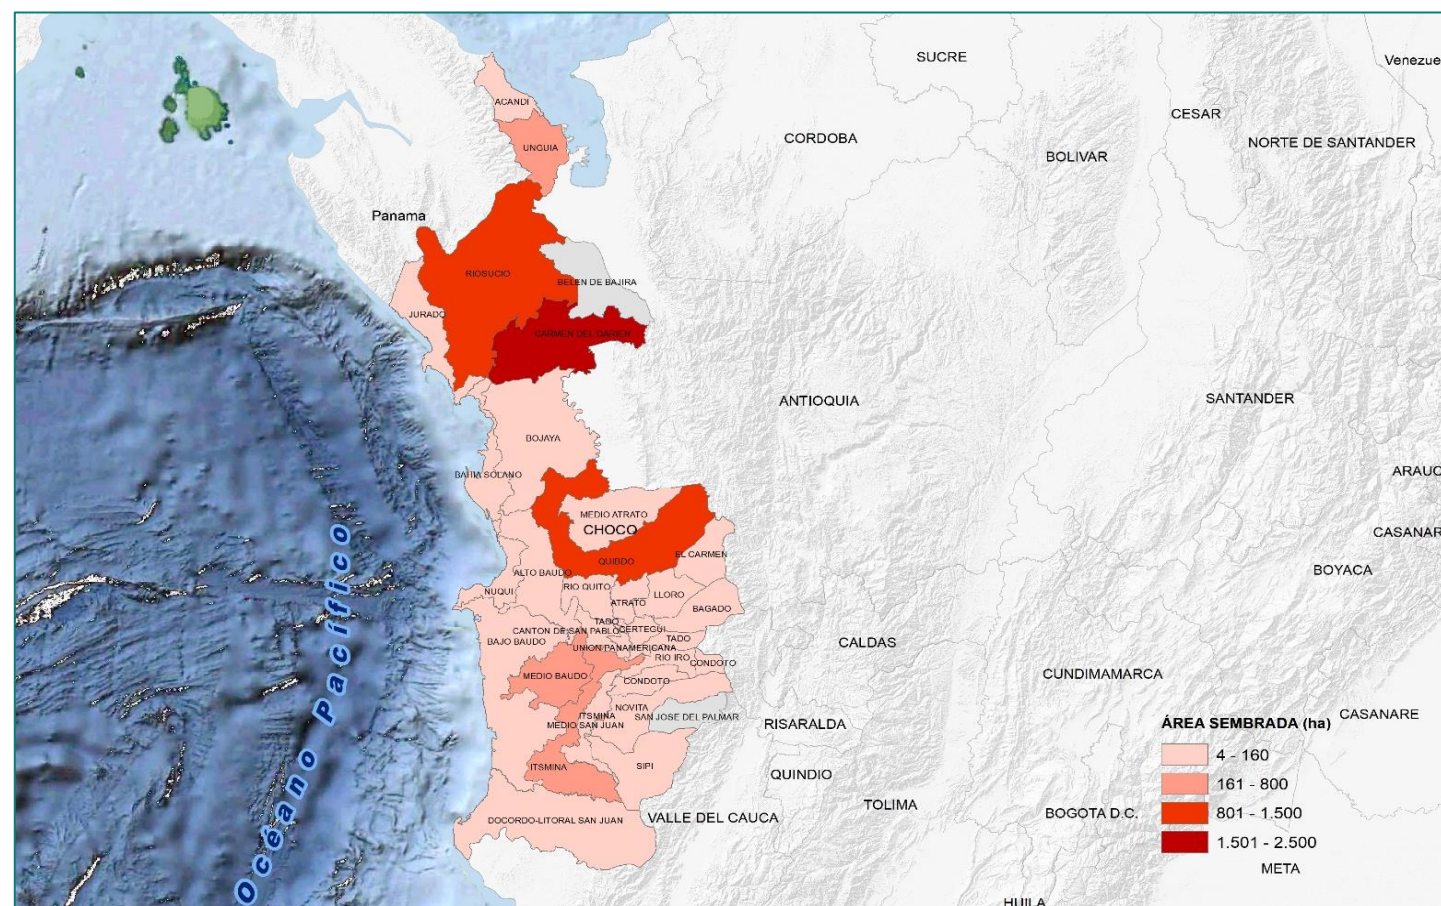 SUCRE
Venezue
CESAR
ACANDI
CORDOBA
NORTE DE SANTANDER
UNGUIA
BOLIVAR
Panama
RIOSUCIO
BELEN DE BAJIRA
JURADO
CARMEN DEL DARIEN
SANTANDER
ANTIOQUIA
BOJAYA
ARAUC
BAHIA SOLANO
MEDIO ATRATO
CHOCO
CASANAR
EL CARMEN
QUIBDO
ALTO BAUDO
BOYACA
RIO QUITO
NUQUI
LLORO
ATRATO
BAGADO
TADO
CERTEGUI
CANTON DE SAN PABLO
TADO
BAJO BAUDO
CALDAS
UNION PANAMERICANA
RIO IRO
CONDOTO
MEDIO BAUDO
CONDOTO
CUNDIMAMARCA
NOVITA
ITSMINA
SAN JOSE DEL PALMAR
MEDIO SAN JUAN
RISARALDA
CASANARE
Océano Pacífico
ÁREA SEMBRADA (ha)
4 - 160
161 - 800
801 - 1.500
1.501 - 2.500
ITSMINA
SIPI
QUINDIO
TOLIMA
BOGOTA D.C.
DOCORDO-LITORAL SAN JUAN
VALLE DEL CAUCA
META
HUILA